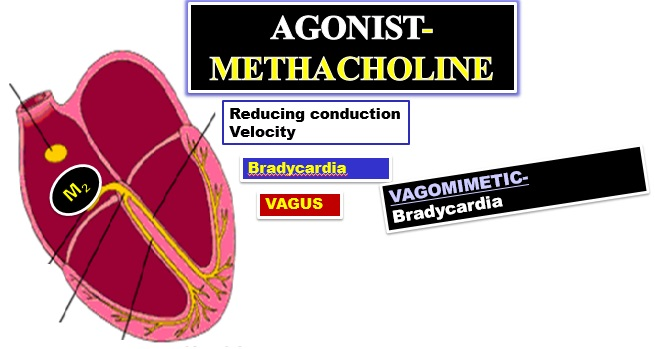 AGONIST-
METHACHOLINE
Reducing conduction
Velocity
Bradycardia
VAGUS
VAGOMIMETIC-
Bradycardia
M2